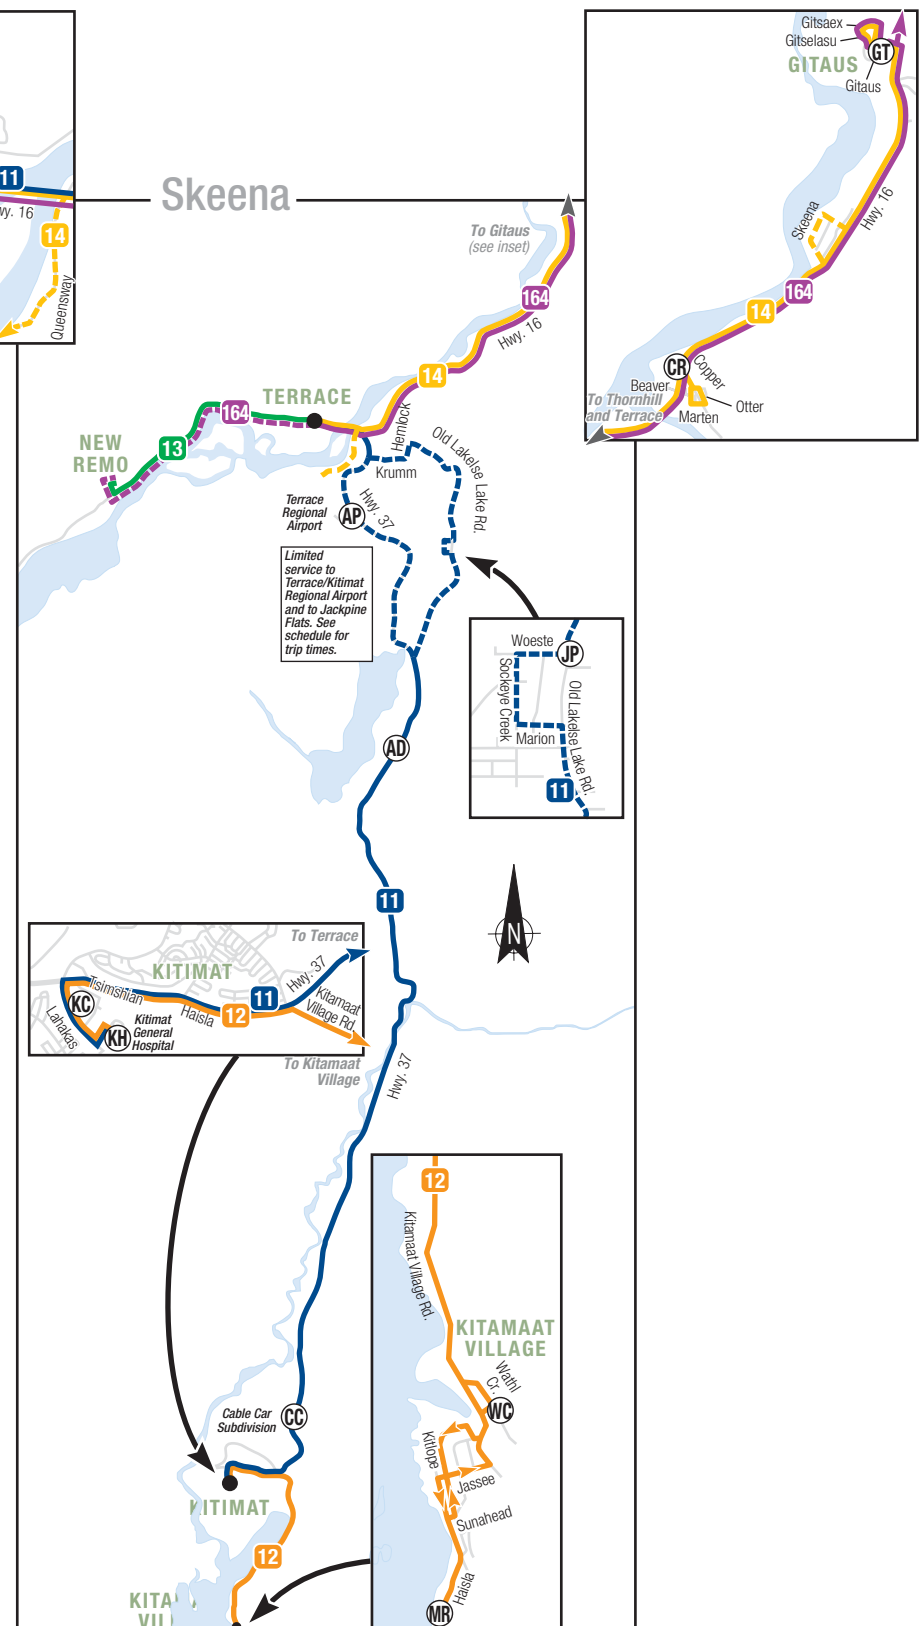 Gitsaex
Gitselasu
GT
GITAUS
Gitaus
11
Skeena
14
Queensway
To Gitaus
(see inset)
164
Hwy. 16
Skeena
Hwy. 16
164
14
CR
Copper
Beaver
Otter
Marten
To Thornhill
and Terrace
14
TERRACE
164
Hemlock
NEW
REMO
13
Krumm
Old Lakelse Lake Rd.
Terrace
Regional
Airport
AP
Hwy. 37
Limited
service to
Terrace/Kitimat
Regional Airport
and to Jackpine
Flats. See
schedule for
trip times.
Woeste
JP
Sockeye Creek
Old Lakelse Lake Rd.
Marion
11
AD
11
N
To Terrace
KITIMAT
Hwy. 37
Tsimshian
11
KC
Haisla
12
Kitamaat
Village Rd.
Lahakas
KH
Kitimat
General
Hospital
To Kitamaat
Village
Hwy. 37
12
Kitamaat Village Rd.
KITAMAAT
VILLAGE
Wathl
Cr.
WC
Cable Car
Subdivision
CC
Kitlope
Jassee
Sunahead
KITIMAT
12
Haisla
MR